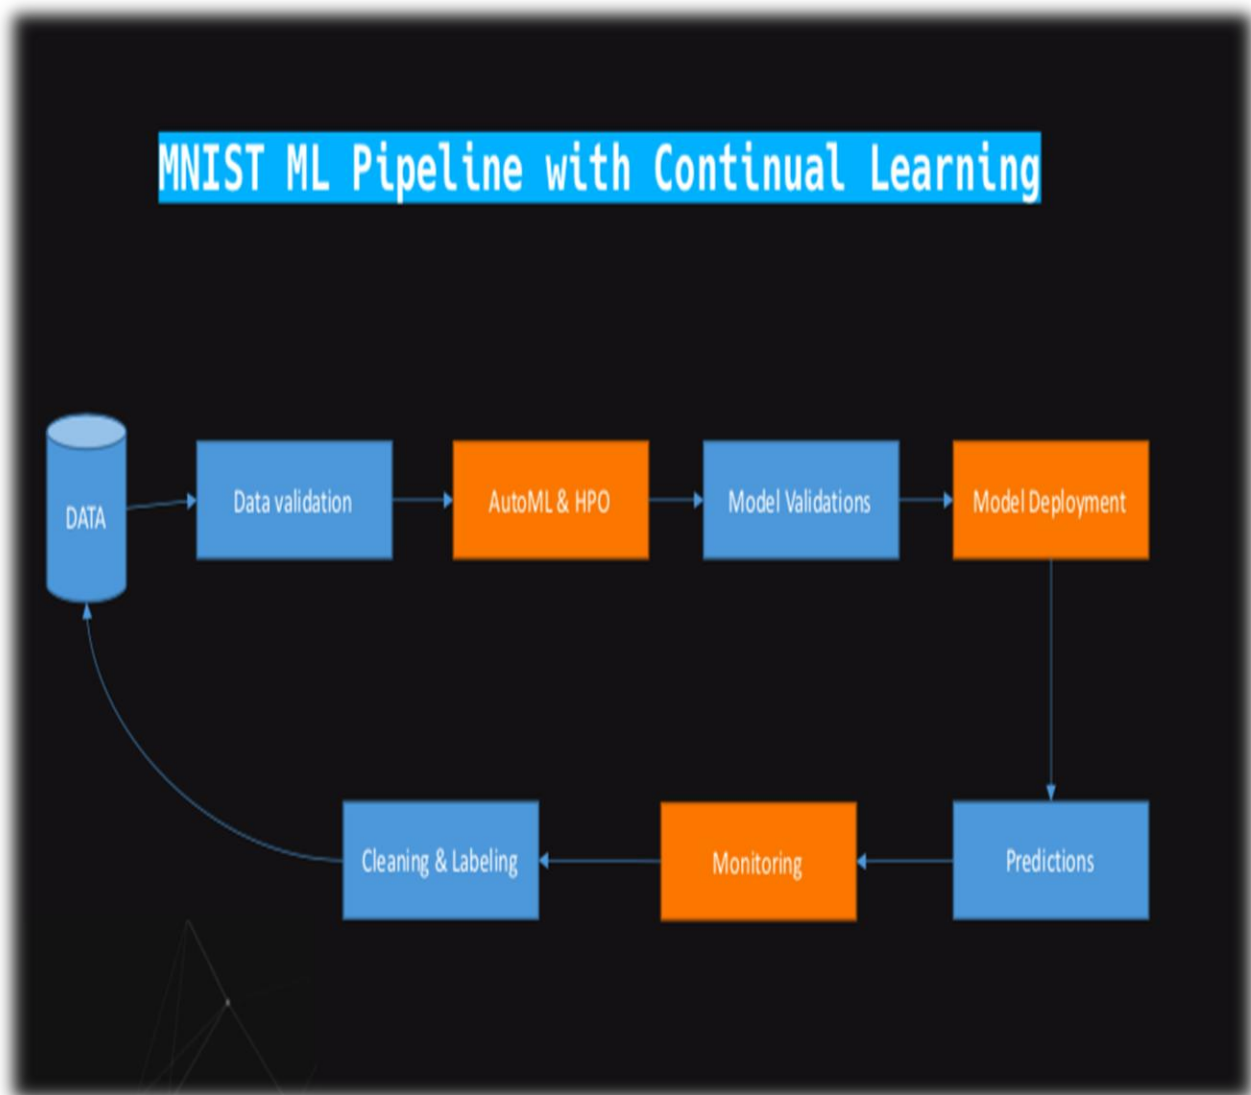 MNIST ML Pipeline with Continual Learning
DATA
Data validation
AutoML & HPO
Model Validations
Model Deployment
Cleaning & Labeling
Monitoring
Predictions